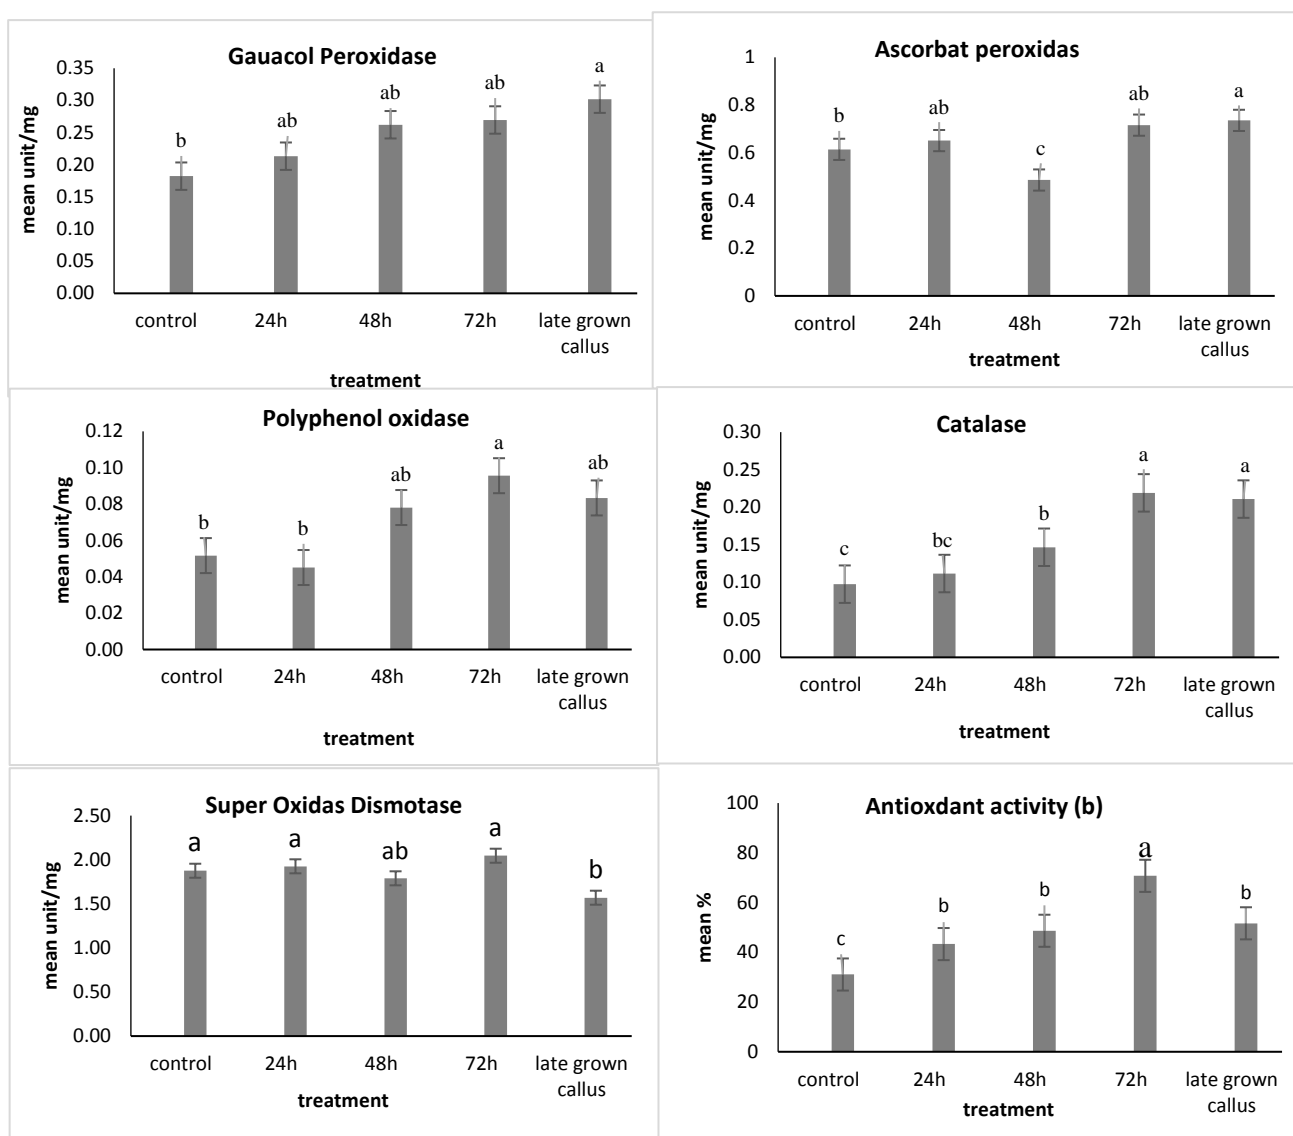 Gauacol Peroxidase
mean unit/mg
0.35
0.30
0.25
0.20
0.15
0.10
0.05
0.00
b
ab
ab
ab
a
control 24h 48h 72h late grown
callus
treatment
Ascorbat peroxidas
mean unit/mg
1
0.8
0.6
0.4
0.2
0
b
ab
c
ab
a
control 24h 48h 72h late grown
callus
treatment
Polyphenol oxidase
mean unit/mg
0.12
0.10
0.08
0.06
0.04
0.02
0.00
b
b
ab
a
ab
control 24h 48h 72h late grown
callus
treatment
Catalase
mean unit/mg
0.30
0.25
0.20
0.15
0.10
0.05
0.00
c
bc
b
a
a
control 24h 48h 72h late grown
callus
treatment
Super Oxidas Dismotase
mean unit/mg
2.50
2.00
1.50
1.00
0.50
0.00
a
a
ab
a
b
control 24h 48h 72h late grown
callus
treatment
Antioxdant activity (b)
mean %
100
80
60
40
20
0
c
b
b
a
b
control 24h 48h 72h late grown
callus
treatment